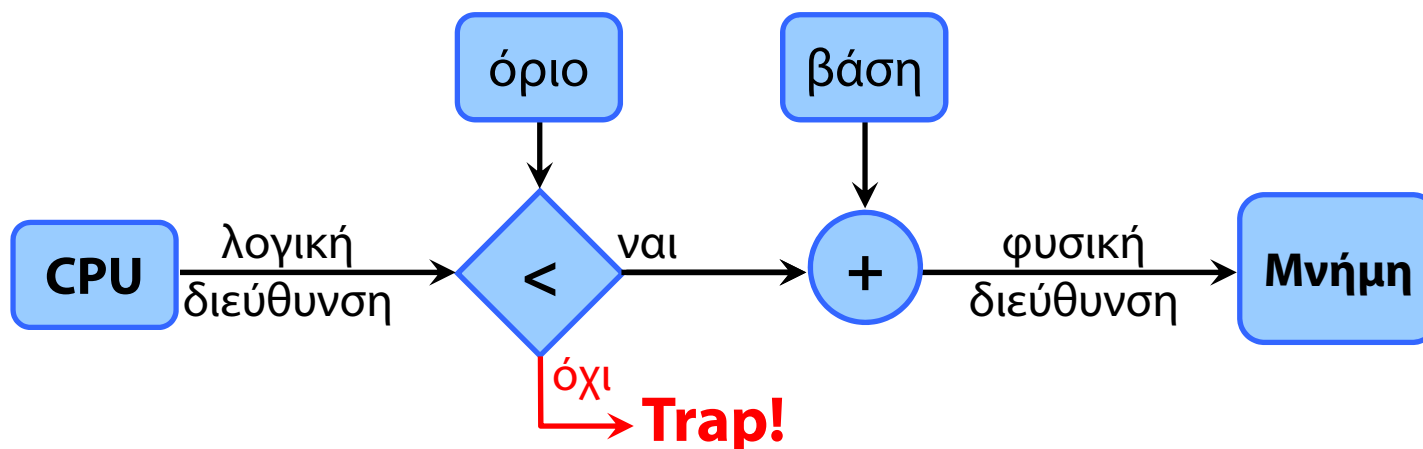 όριο
βάση
CPU
λογική
διεύθυνση
<
ναι
+
φυσική
διεύθυνση
Μνήμη
όχι
Trap!